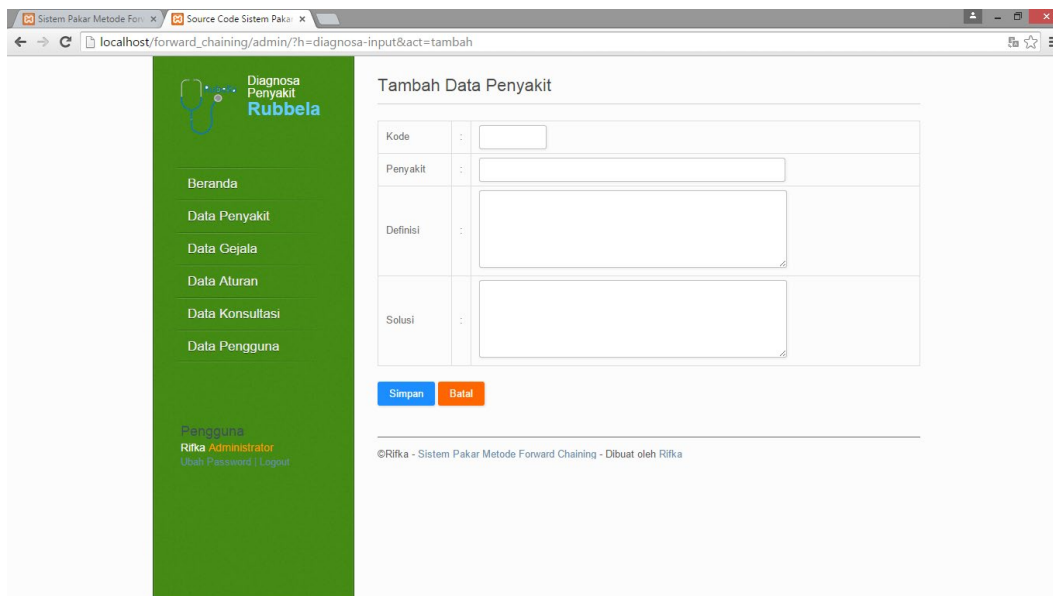 Sistem Pakar Metode Forw
Source Code Sistem Pakar
localhost/forward_chaining/admin/?h=diagnosa-input&act=tambah
Diagnosa
Penyakit
Rubbela
Beranda
Data Penyakit
Data Gejala
Data Aturan
Data Konsultasi
Data Pengguna
Pengguna
Rifka Administrator
Ubah Password | Logout
Tambah Data Penyakit
Kode :
Penyakit :
Definisi :
Solusi :
Simpan Batal
©Rifka - Sistem Pakar Metode Forward Chaining - Dibuat oleh Rifka